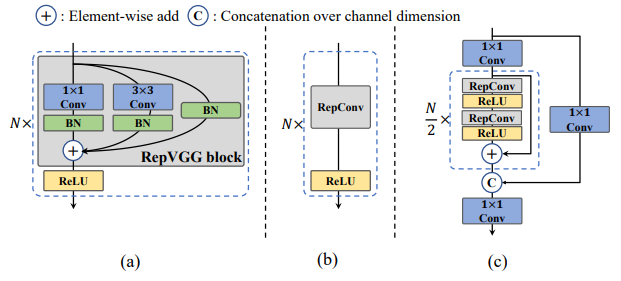 + : Element-wise add C : Concatenation over channel dimension
1×1
Conv
BN
3×3
Conv
BN
BN
N×
+
RepVGG block
ReLU
(a)
N×
RepConv
ReLU
(b)
1×1
Conv
N/2 ×
RepConv
ReLU
RepConv
ReLU
+
1×1
Conv
C
1×1
Conv
(c)